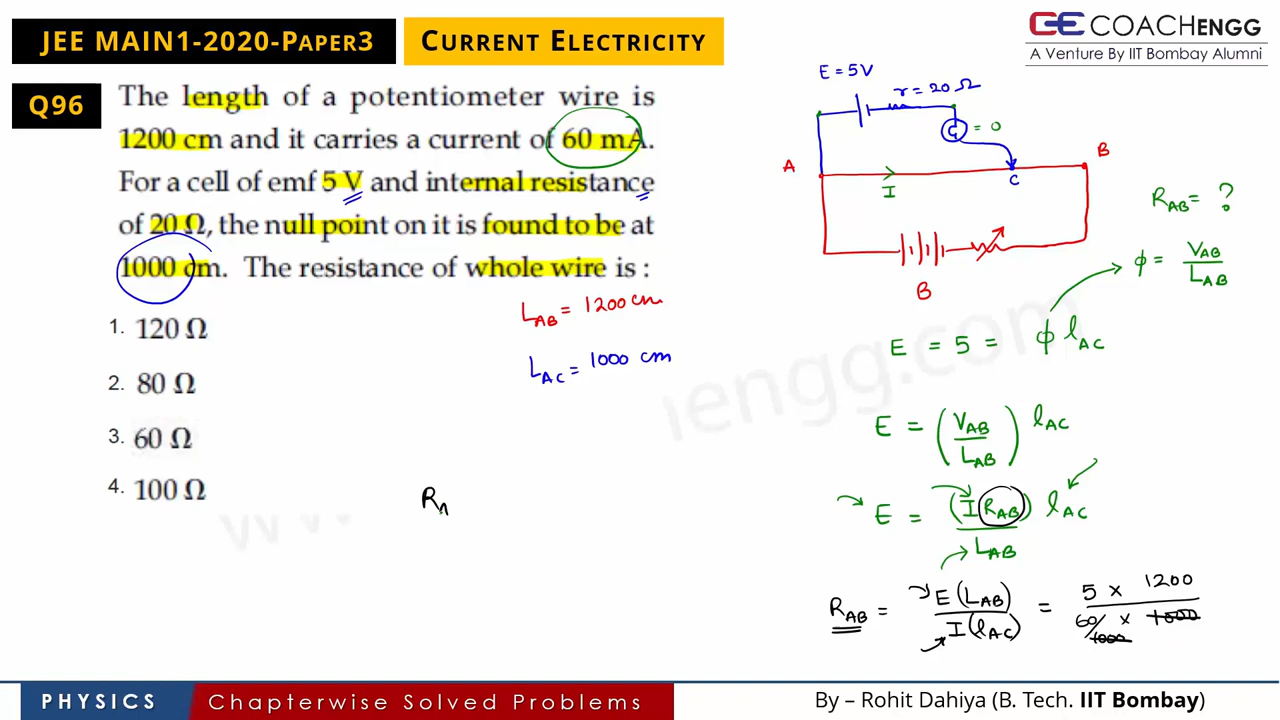 JEE MAIN1-2020-PAPER3
CURRENT ELECTRICITY
CE COACHENGG
A Venture By IIT Bombay Alumni
Q96
The length of a potentiometer wire is
1200 cm and it carries a current of 60 mA.
For a cell of emf 5 V and internal resistance
of 20 Ω, the null point on it is found to be at
1000 cm. The resistance of whole wire is :
1. 120 Ω
2. 80 Ω
3. 60 Ω
4. 100 Ω
L_AB = 1200 cm
L_AC = 1000 cm
R_A
E = 5V
r = 20 Ω
G = 0
A
B
I
C
B
R_AB = ?
ϕ = V_AB / L_AB
E = 5 = ϕ l_AC
E = (V_AB / L_AB) l_AC
E = (I R_AB) / L_AB l_AC
R_AB = E (L_AB) / I (l_AC) = 5 × 1200 / 60/1000 × 1000
PHYSICS
Chapterwise Solved Problems
By – Rohit Dahiya (B. Tech. IIT Bombay)